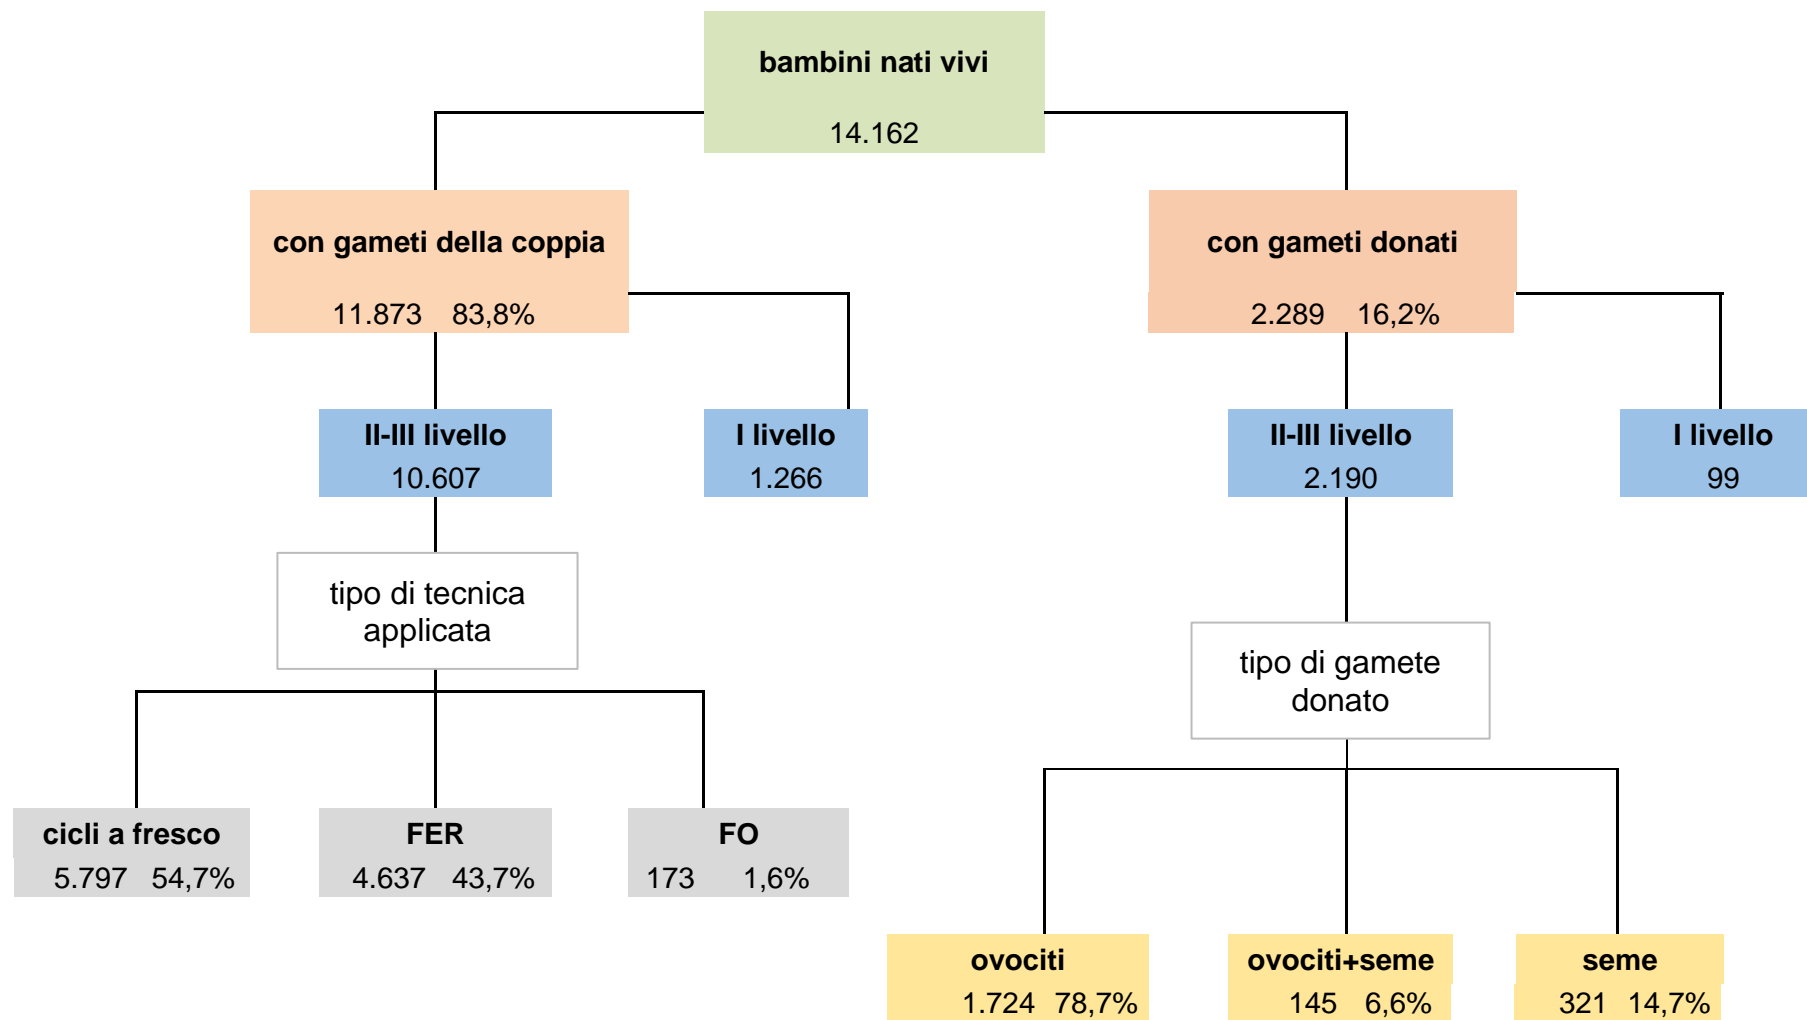 bambini nati vivi
14.162
con gameti della coppia
11.873 83,8%
con gameti donati
2.289 16,2%
II-III livello
10.607
I livello
1.266
II-III livello
2.190
I livello
99
tipo di tecnica
applicata
tipo di gamete
donato
cicli a fresco
5.797 54,7%
FER
4.637 43,7%
FO
173 1,6%
ovociti
1.724 78,7%
ovociti+seme
145 6,6%
seme
321 14,7%